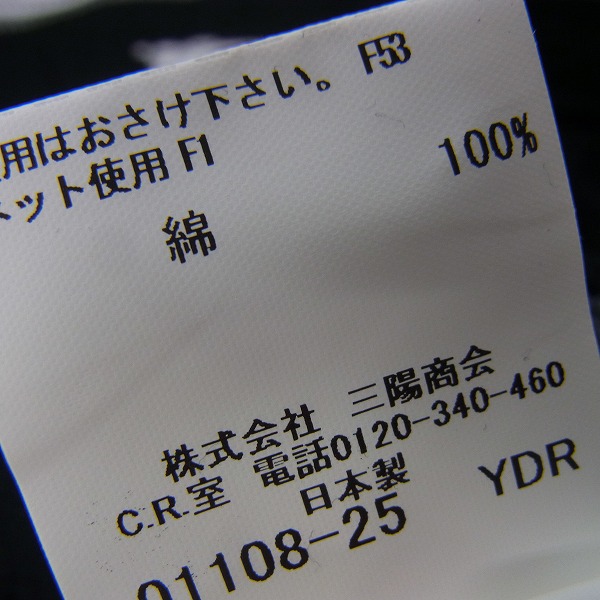 用はおさけ下さい。 F53
ネット使用 F1
綿 100%
株式会社 三陽商会
C.R.室 電話0120-340-460
日本製 YDR
01108-25